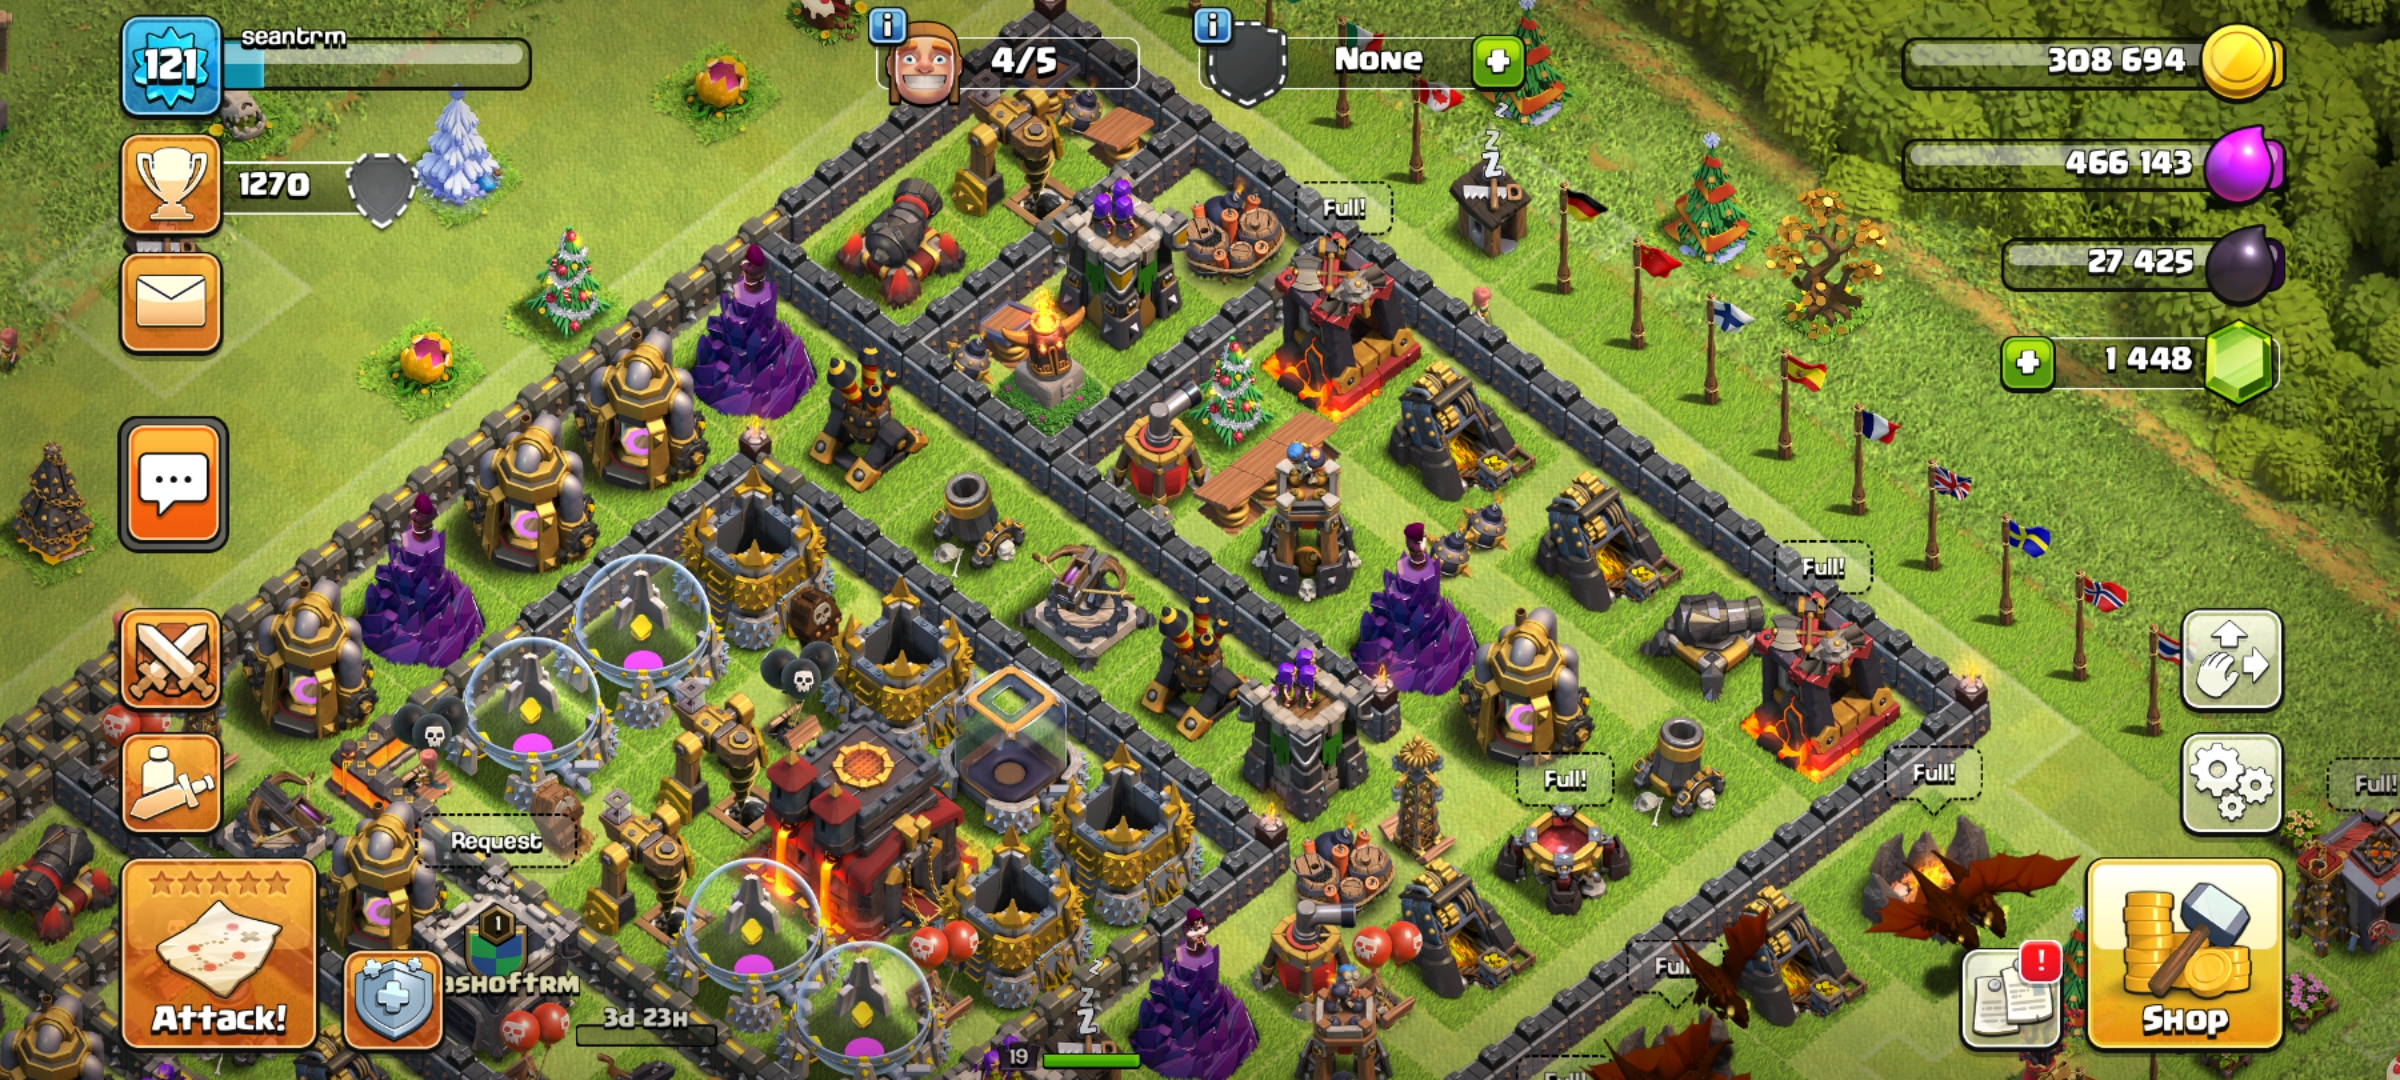 121
seantrm
4/5
None
308 694
1270
466 143
Full!
27 425
1 448
Full!
Full!
Full!
Full!
Request
1
Attack!
3d 23H
19
Shop